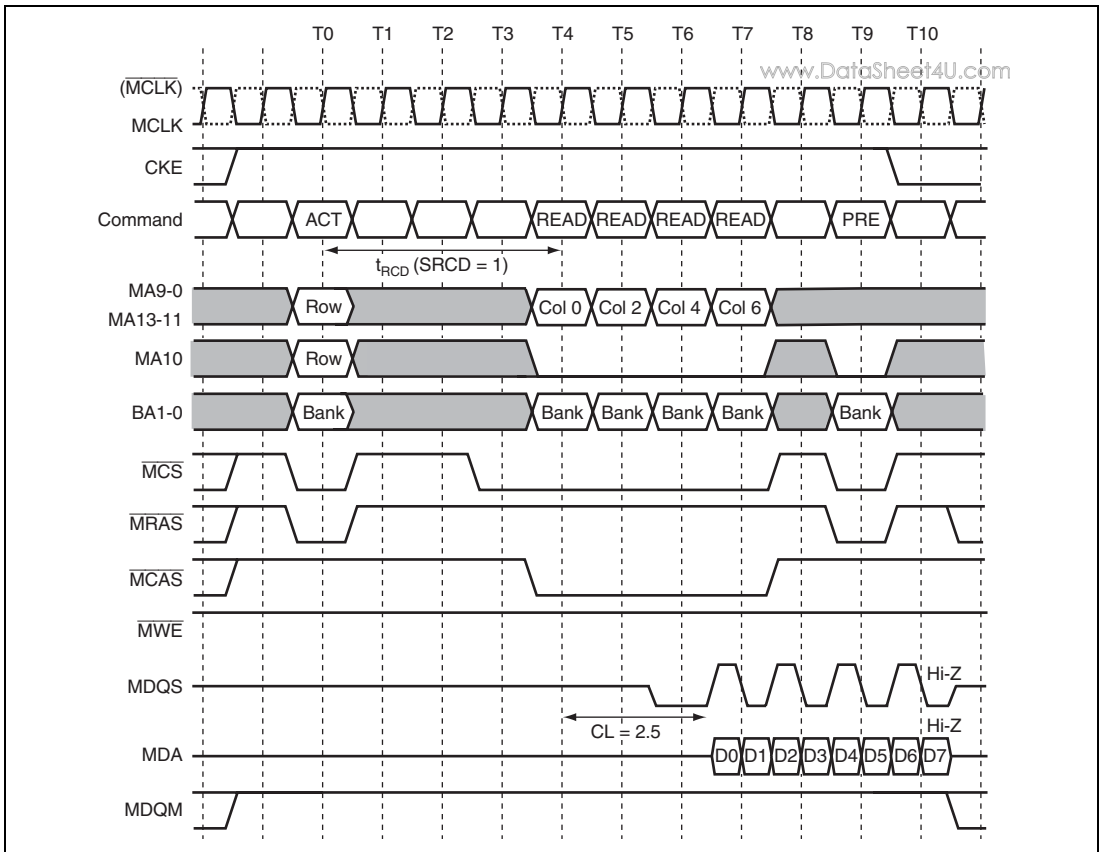 T0 T1 T2 T3 T4 T5 T6 T7 T8 T9 T10
www.DataSheet4U.com
(MCLK)
MCLK
CKE
Command ACT READ READ READ READ PRE
tRCD (SRCD = 1)
MA9-0
MA13-11
Row Col 0 Col 2 Col 4 Col 6
MA10 Row
BA1-0 Bank Bank Bank Bank Bank Bank
MCS
MRAS
MCAS
MWE
MDQS Hi-Z
CL = 2.5
Hi-Z
MDA D0 D1 D2 D3 D4 D5 D6 D7
MDQM